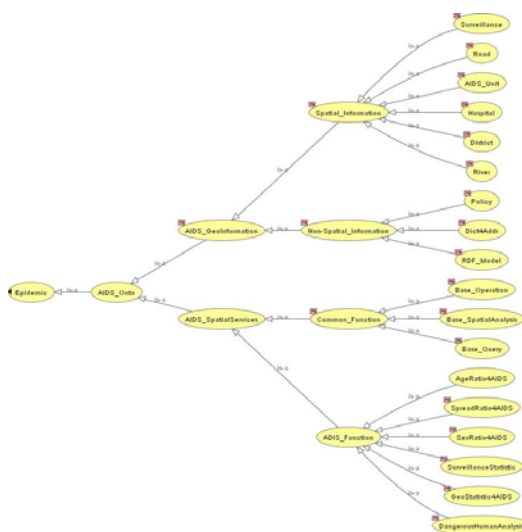 Surveillance
Road
AIDS_Unit
Spatial_Information
Hospital
District
River
Policy
AIDS_GeoInformation
Non-Spatial_Information
Dict4Addr
RDF_Model
Base_Operation
Epidemic
AIDS_Onto
AIDS_SpatialServices
Common_Function
Base_SpatialAnalysis
Base_Query
AgeRatio4AIDS
SpreadRatio4AIDS
ADIS_Function
SexRatio4AIDS
SurveillanceStatistic
GeoStatistic4AIDS
DangerousHumanAnalysis